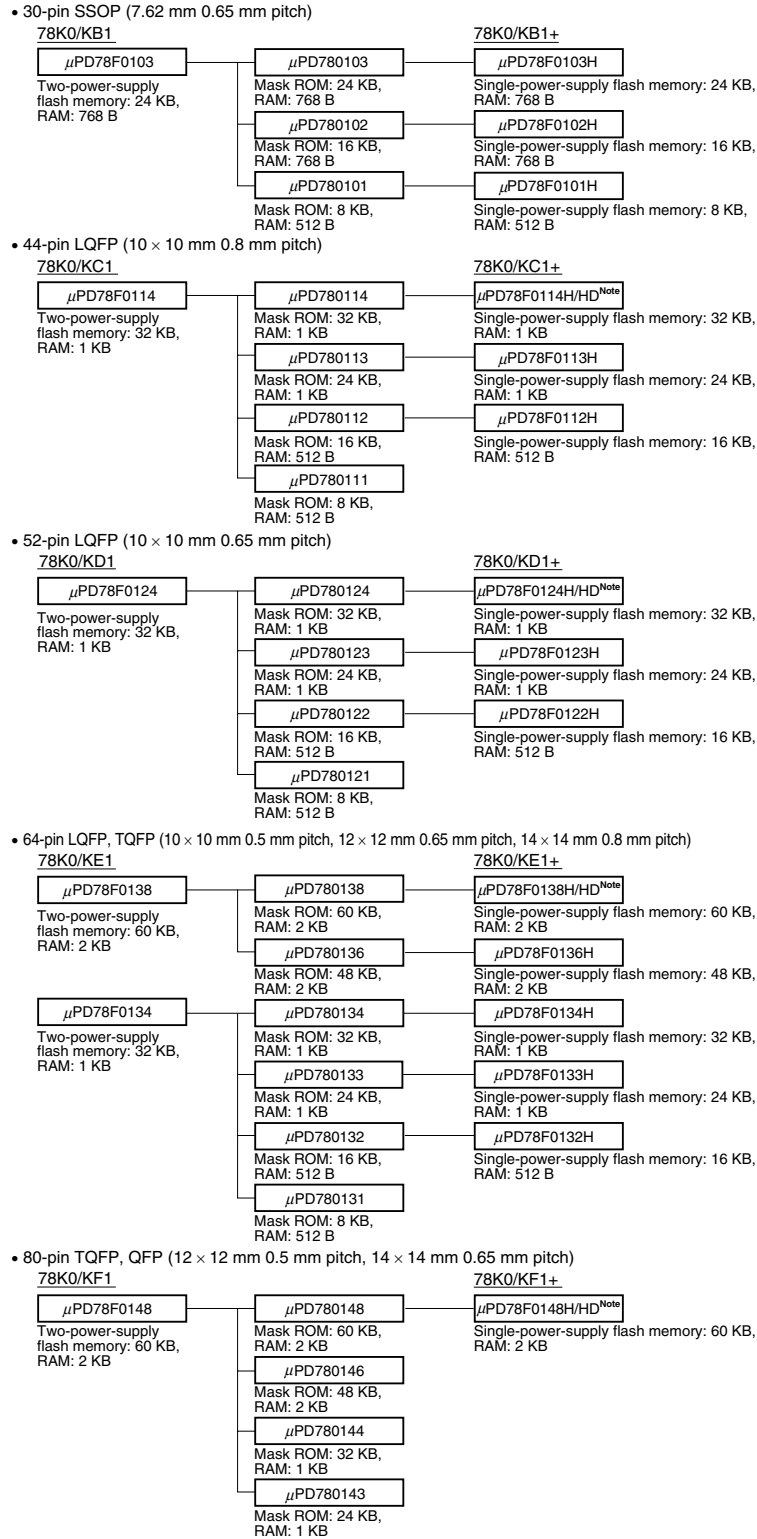 • 30-pin SSOP (7.62 mm 0.65 pitch)
78K0/KB1 78K0/KB1+
μPD78F0103 μPD780103 μPD78F0103H
Two-power-supply
flash memory: 24 KB,
RAM: 768 B
Mask ROM: 24 KB,
RAM: 768 B
Single-power-supply flash memory: 24 KB,
RAM: 768 B
μPD780102 μPD78F0102H
Mask ROM: 16 KB,
RAM: 768 B
Single-power-supply flash memory: 16 KB,
RAM: 768 B
μPD780101 μPD78F0101H
Mask ROM: 8 KB,
RAM: 512 B
Single-power-supply flash memory: 8 KB,
RAM: 512 B
• 44-pin LQFP (10 × 10 mm 0.8 mm pitch)
78K0/KC1 78K0/KC1+
μPD78F0114 μPD780114 μPD78F0114H/HDNote
Two-power-supply
flash memory: 32 KB,
RAM: 1 KB
Mask ROM: 32 KB,
RAM: 1 KB
Single-power-supply flash memory: 32 KB,
RAM: 1 KB
μPD780113 μPD78F0113H
Mask ROM: 24 KB,
RAM: 1 KB
Single-power-supply flash memory: 24 KB,
RAM: 1 KB
μPD780112 μPD78F0112H
Mask ROM: 16 KB,
RAM: 512 B
Single-power-supply flash memory: 16 KB,
RAM: 512 B
μPD780111
Mask ROM: 8 KB,
RAM: 512 B
• 52-pin LQFP (10 × 10 mm 0.65 mm pitch)
78K0/KD1 78K0/KD1+
μPD78F0124 μPD780124 μPD78F0124H/HDNote
Two-power-supply
flash memory: 32 KB,
RAM: 1 KB
Mask ROM: 32 KB,
RAM: 1 KB
Single-power-supply flash memory: 32 KB,
RAM: 1 KB
μPD780123 μPD78F0123H
Mask ROM: 24 KB,
RAM: 1 KB
Single-power-supply flash memory: 24 KB,
RAM: 1 KB
μPD780122 μPD78F0122H
Mask ROM: 16 KB,
RAM: 512 B
Single-power-supply flash memory: 16 KB,
RAM: 512 B
μPD780121
Mask ROM: 8 KB,
RAM: 512 B
• 64-pin LQFP, TQFP (10 × 10 mm 0.5 mm pitch, 12 × 12 mm 0.65 mm pitch, 14 × 14 mm 0.8 mm pitch)
78K0/KE1 78K0/KE1+
μPD78F0138 μPD780138 μPD78F0138H/HDNote
Two-power-supply
flash memory: 60 KB,
RAM: 2 KB
Mask ROM: 60 KB,
RAM: 2 KB
Single-power-supply flash memory: 60 KB,
RAM: 2 KB
μPD780136 μPD78F0136H
Mask ROM: 48 KB,
RAM: 2 KB
Single-power-supply flash memory: 48 KB,
RAM: 2 KB
μPD78F0134 μPD780134 μPD78F0134H
Two-power-supply
flash memory: 32 KB,
RAM: 1 KB
Mask ROM: 32 KB,
RAM: 1 KB
Single-power-supply flash memory: 32 KB,
RAM: 1 KB
μPD780133 μPD78F0133H
Mask ROM: 24 KB,
RAM: 1 KB
Single-power-supply flash memory: 24 KB,
RAM: 1 KB
μPD780132 μPD78F0132H
Mask ROM: 16 KB,
RAM: 512 B
Single-power-supply flash memory: 16 KB,
RAM: 512 B
μPD780131
Mask ROM: 8 KB,
RAM: 512 B
• 80-pin TQFP, QFP (12 × 12 mm 0.5 mm pitch, 14 × 14 mm 0.65 mm pitch)
78K0/KF1 78K0/KF1+
μPD78F0148 μPD780148 μPD78F0148H/HDNote
Two-power-supply
flash memory: 60 KB,
RAM: 2 KB
Mask ROM: 60 KB,
RAM: 2 KB
Single-power-supply flash memory: 60 KB,
RAM: 2 KB
μPD780146
Mask ROM: 48 KB,
RAM: 2 KB
μPD780144
Mask ROM: 32 KB,
RAM: 1 KB
μPD780143
Mask ROM: 24 KB,
RAM: 1 KB